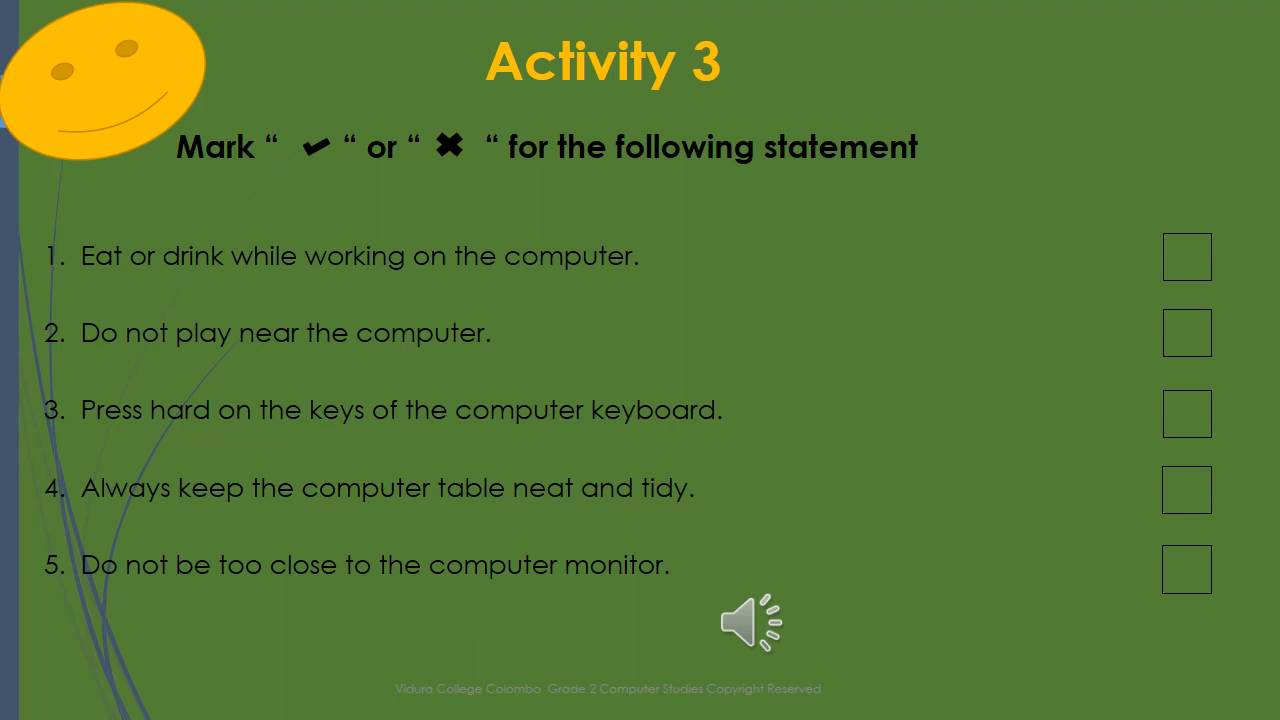 Activity 3
Mark “ ✔ “ or “ ✖ “ for the following statement
1. Eat or drink while working on the computer.
2. Do not play near the computer.
3. Press hard on the keys of the computer keyboard.
4. Always keep the computer table neat and tidy.
5. Do not be too close to the computer monitor.
Vidura College Colombo Grade 2 Computer Studies Copyright Reserved